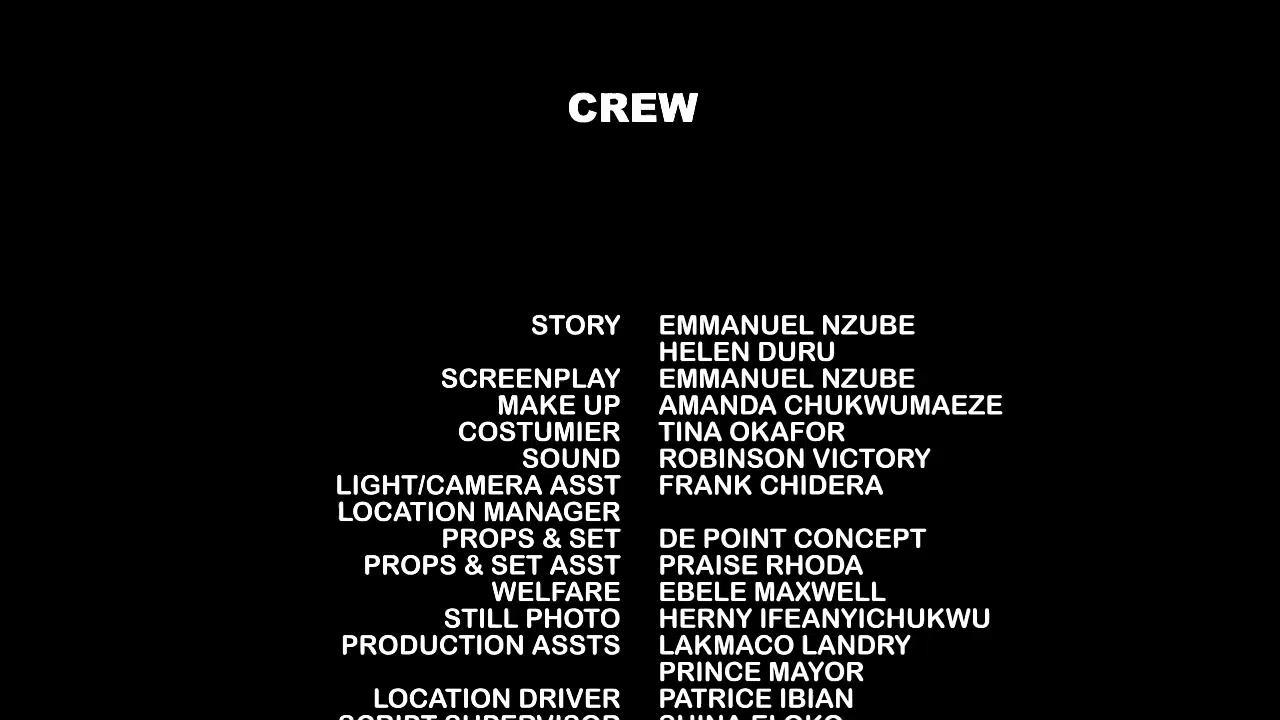 CREW
STORY EMMANUEL NZUBE
HELEN DURU
SCREENPLAY EMMANUEL NZUBE
MAKE UP AMANDA CHUKWUMAEZE
COSTUMIER TINA OKAFOR
SOUND ROBINSON VICTORY
LIGHT/CAMERA ASST FRANK CHIDERA
LOCATION MANAGER
PROPS & SET DE POINT CONCEPT
PROPS & SET ASST PRAISE RHODA
WELFARE EBELE MAXWELL
STILL PHOTO HERNY IFEANYICHUKWU
PRODUCTION ASSTS LAKMACO LANDRY
PRINCE MAYOR
LOCATION DRIVER PATRICE IBIAN
SCRIPT SUPERVISOR